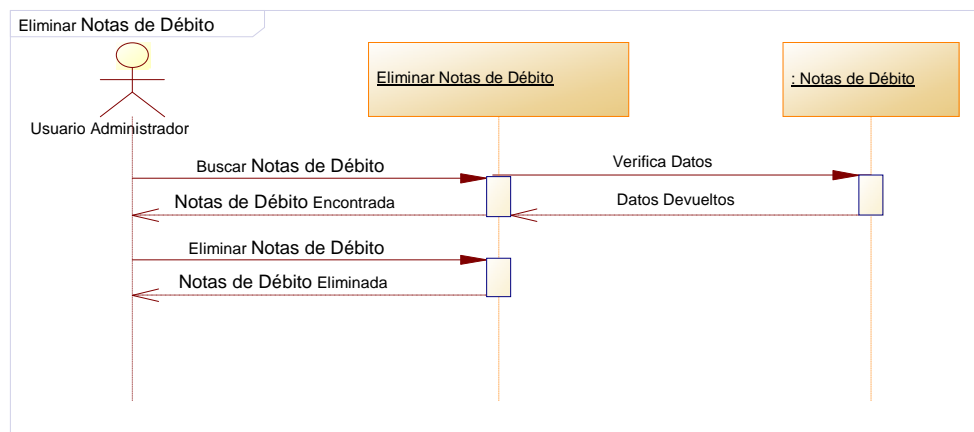 Eliminar Notas de Débito
Usuario Administrador
Eliminar Notas de Débito
: Notas de Débito
Buscar Notas de Débito
Verifica Datos
Notas de Débito Encontrada
Datos Devueltos
Eliminar Notas de Débito
Notas de Débito Eliminada